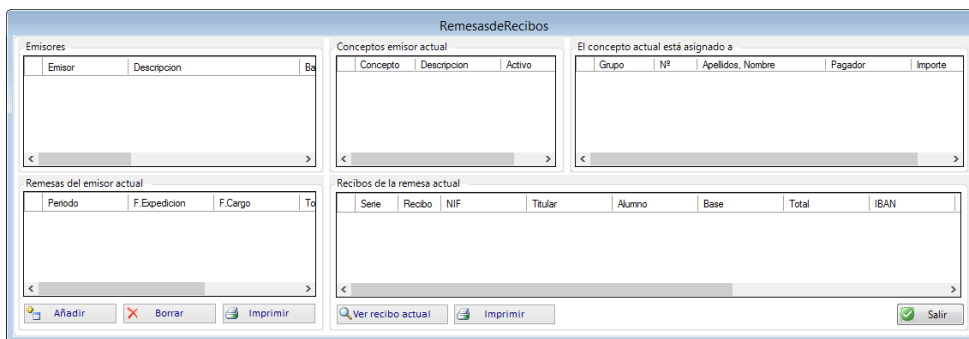 RemesasdeRecibos
Emisores
Emisor Descripcion Ba
Conceptos emisor actual
Concepto Descripcion Activo
El concepto actual está asignado a
Grupo Nº Apellidos, Nombre Pagador Importe
Remesas del emisor actual
Periodo F.Expedicion F.Cargo To
Recibos de la remesa actual
Serie Recibo NIF Titular Alumno Base Total IBAN
Añadir Borrar Imprimir
Ver recibo actual Imprimir Salir